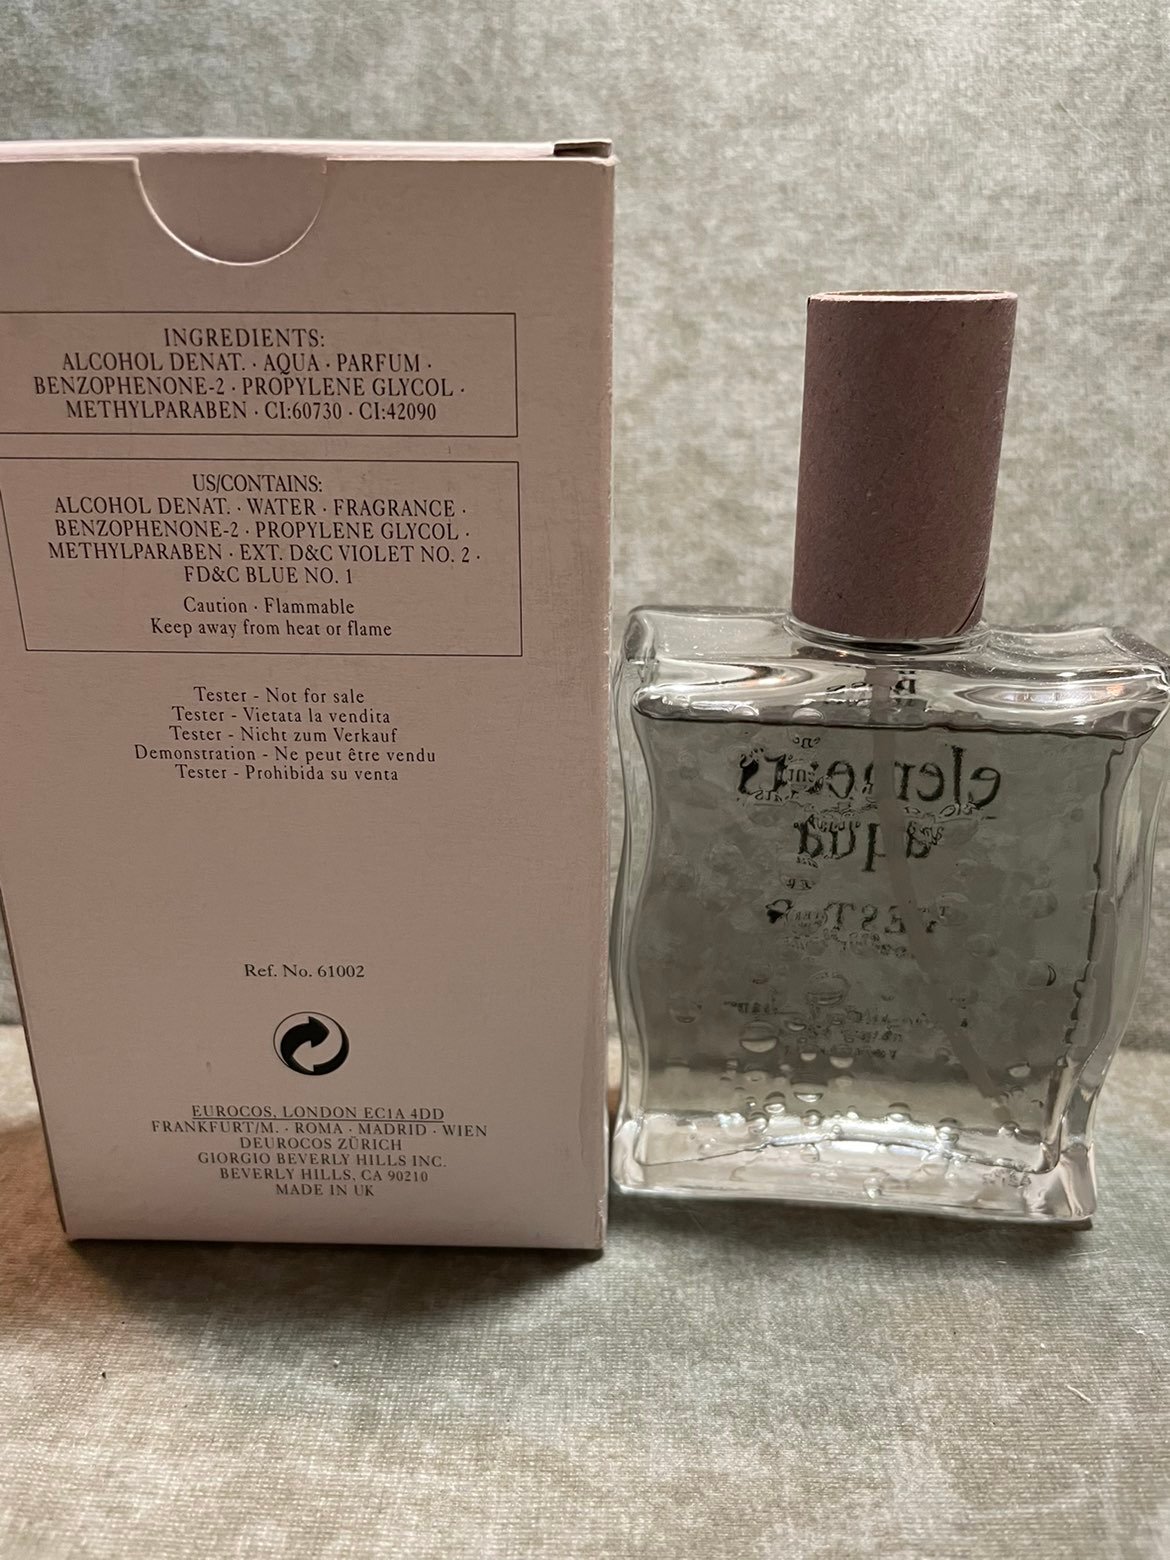 INGREDIENTS:
ALCOHOL DENAT. · AQUA · PARFUM ·
BENZOPHENONE-2 · PROPYLENE GLYCOL ·
METHYLPARABEN · CI:60730 · CI:42090
US/CONTAINS:
ALCOHOL DENAT. · WATER · FRAGRANCE ·
BENZOPHENONE-2 · PROPYLENE GLYCOL ·
METHYLPARABEN · EXT. D&C VIOLET NO. 2 ·
FD&C BLUE NO. 1
Caution · Flammable
Keep away from heat or flame
Tester - Not for sale
Tester - Vietata la vendita
Tester - Nicht zum Verkauf
Demonstration - Ne peut être vendu
Tester - Prohibida su venta
Ref. No. 61002
EUROCOS, LONDON EC1A 4DD
FRANKFURT/M. · ROMA · MADRID · WIEN
DEUROCOS ZÜRICH
GIORGIO BEVERLY HILLS INC.
BEVERLY HILLS, CA 90210
MADE IN UK
elements
aqua
TESTER